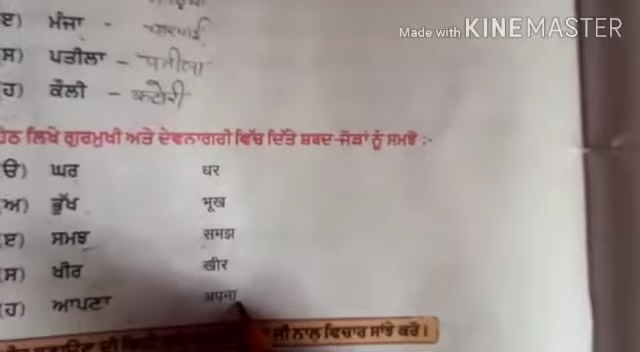 Made with KINEMASTER
ੲ) ਮੰਜਾ - चारपाई
ਸ) ਪਤੀਲਾ - पतीला
ਹ) ਕੌਲੀ - कटोरी
ਹੇਠ ਲਿਖੇ ਗੁਰਮੁਖੀ ਅਤੇ ਦੇਵਨਾਗਰੀ ਵਿੱਚ ਦਿੱਤੇ ਸ਼ਬਦ-ਜੋੜਾਂ ਨੂੰ ਸਮਝੋ :-
ੳ) ਘਰ घर
ਅ) ਭੁੱਖ भूख
ੲ) ਸਮਝ समझ
ਸ) ਖੀਰ खीर
ਹ) ਆਪਣਾ अपना
ਜੀ ਨਾਲ ਵਿਚਾਰ ਸਾਂਝੇ ਕਰੋ।